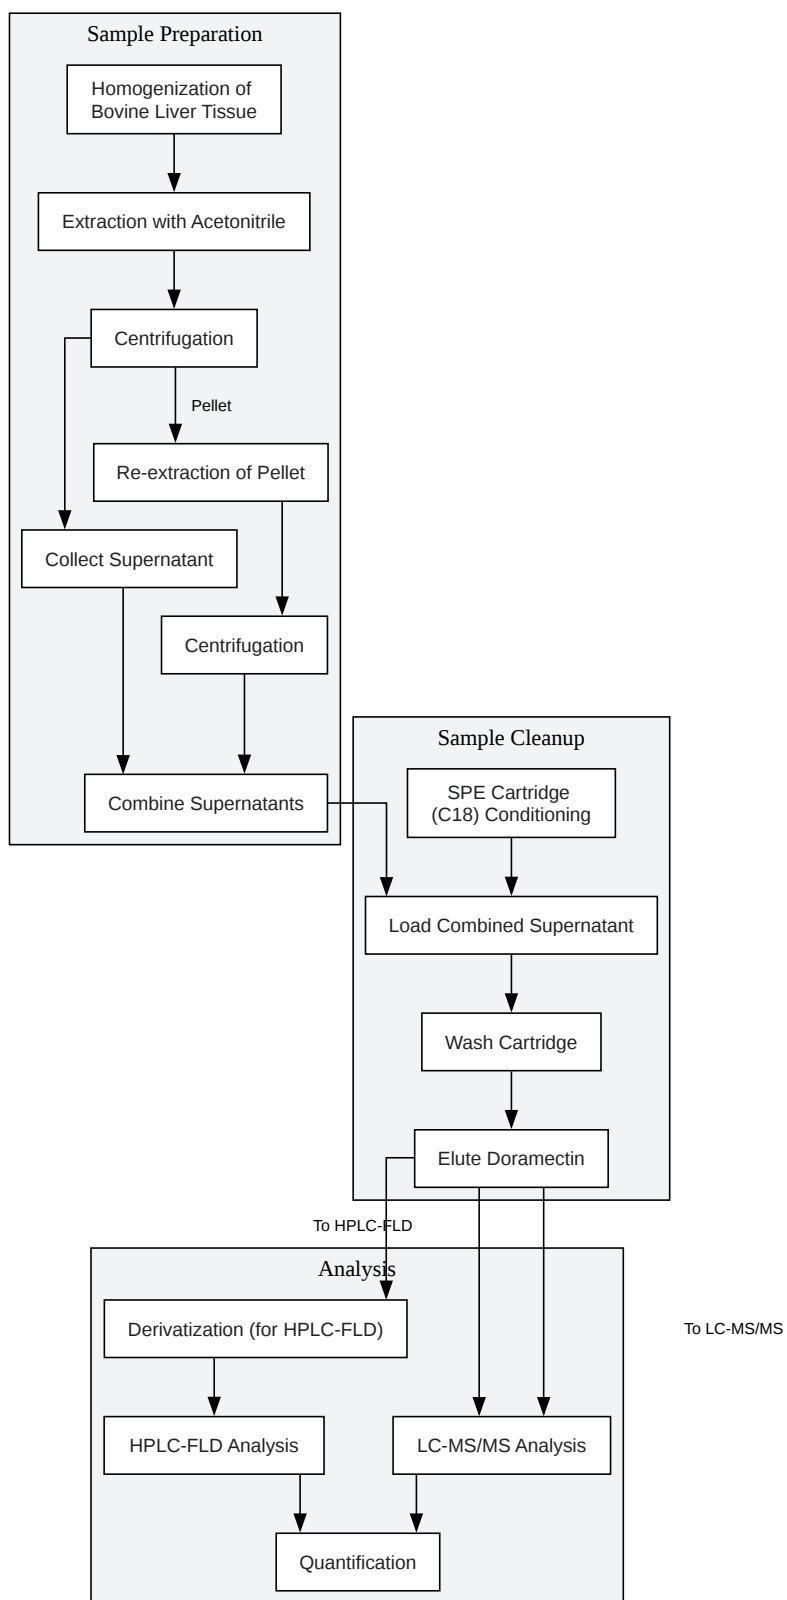 Sample Preparation
Homogenization of
Bovine Liver Tissue
Extraction with Acetonitrile
Centrifugation
Pellet
Re-extraction of Pellet
Collect Supernatant
Centrifugation
Combine Supernatants
Sample Cleanup
SPE Cartridge
(C18) Conditioning
Load Combined Supernatant
Wash Cartridge
Elute Doramectin
To HPLC-FLD
Analysis
Derivatization (for HPLC-FLD)
To LC-MS/MS
HPLC-FLD Analysis
LC-MS/MS Analysis
Quantification